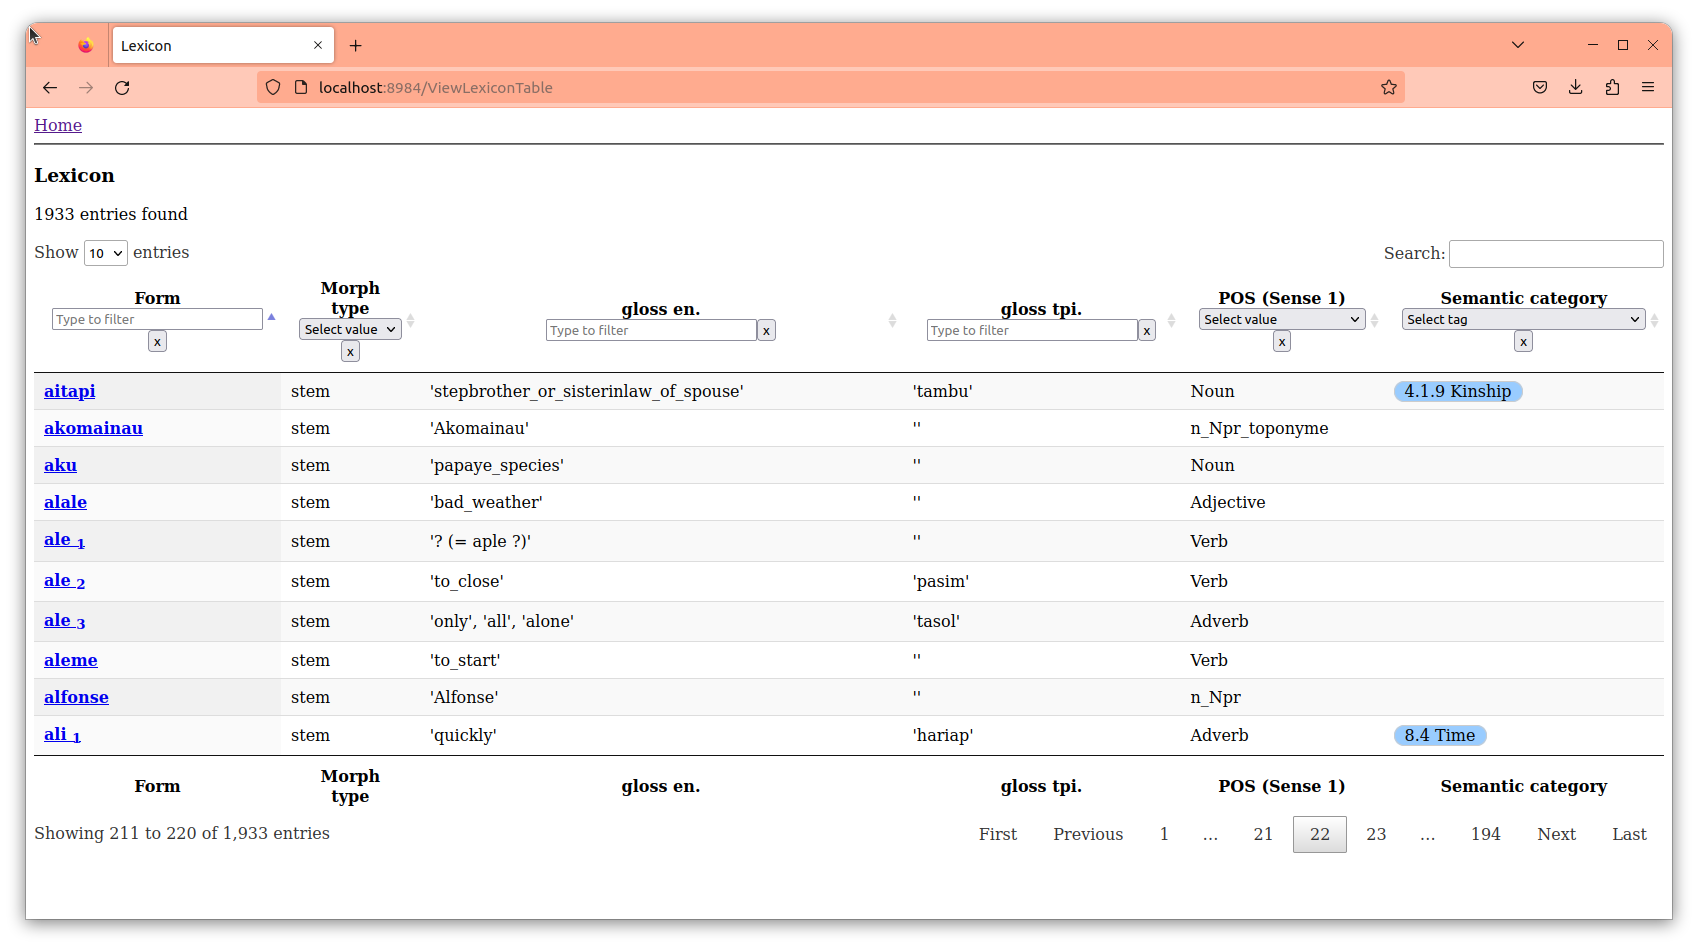 Lexicon
localhost:8984/ViewLexiconTable
Home
Lexicon
1933 entries found
Show 10 entries Search:
Form Morph type gloss en. gloss tpi. POS (Sense 1) Semantic category
Type to filter Select value Type to filter x Type to filter x Select value Select tag
x x x x
aitapi stem 'stepbrother_or_sisterinlaw_of_spouse' 'tambu' Noun 4.1.9 Kinship
akomainau stem 'Akomainau' '' n_Npr_toponyme
aku stem 'papaye_species' '' Noun
alale stem 'bad_weather' '' Adjective
ale 1 stem '? (= aple ?)' '' Verb
ale 2 stem 'to_close' 'pasim' Verb
ale 3 stem 'only', 'all', 'alone' 'tasol' Adverb
aleme stem 'to_start' '' Verb
alfonse stem 'Alfonse' '' n_Npr
ali 1 stem 'quickly' 'hariap' Adverb 8.4 Time
Form Morph type gloss en. gloss tpi. POS (Sense 1) Semantic category
Showing 211 to 220 of 1,933 entries First Previous 1 … 21 22 23 … 194 Next Last